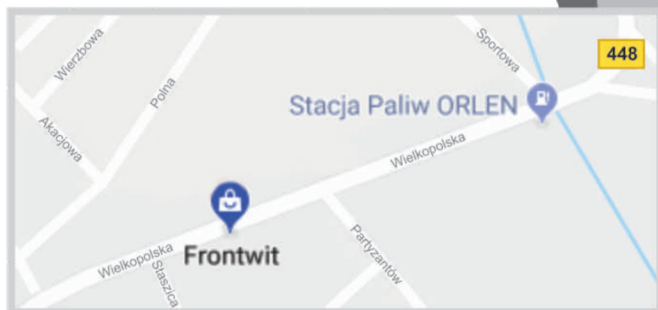 Wierzbowa
Sportowa
448
Polna
Stacja Paliw ORLEN
Akacjowa
Wielkopolska
Partyzantów
Frontwit
Wielkopolska
Staszica